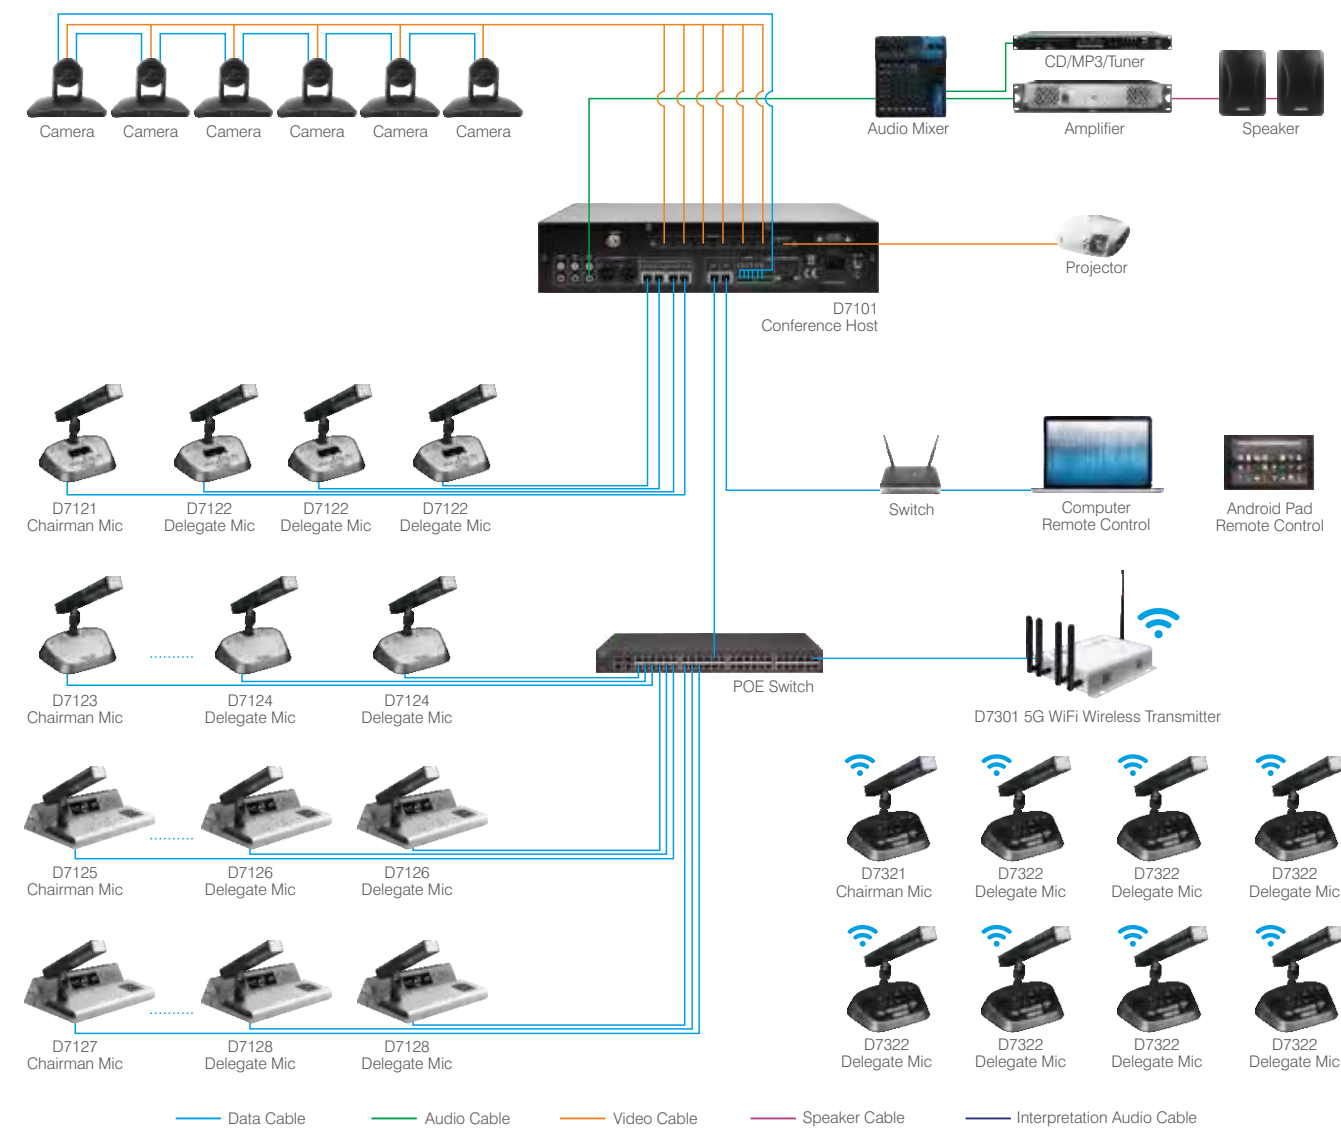 Camera
Camera
Camera
Camera
Camera
Camera
Audio Mixer
CD/MP3/Tuner
Amplifier
Speaker
Projector
D7101
Conference Host
D7121
Chairman Mic
D7122
Delegate Mic
D7122
Delegate Mic
D7122
Delegate Mic
Switch
Computer
Remote Control
Android Pad
Remote Control
D7123
Chairman Mic
D7124
Delegate Mic
D7124
Delegate Mic
POE Switch
D7301 5G WiFi Wireless Transmitter
D7125
Chairman Mic
D7126
Delegate Mic
D7126
Delegate Mic
D7321
Chairman Mic
D7322
Delegate Mic
D7322
Delegate Mic
D7322
Delegate Mic
D7127
Chairman Mic
D7128
Delegate Mic
D7128
Delegate Mic
D7322
Delegate Mic
D7322
Delegate Mic
D7322
Delegate Mic
D7322
Delegate Mic
Data Cable
Audio Cable
Video Cable
Speaker Cable
Interpretation Audio Cable